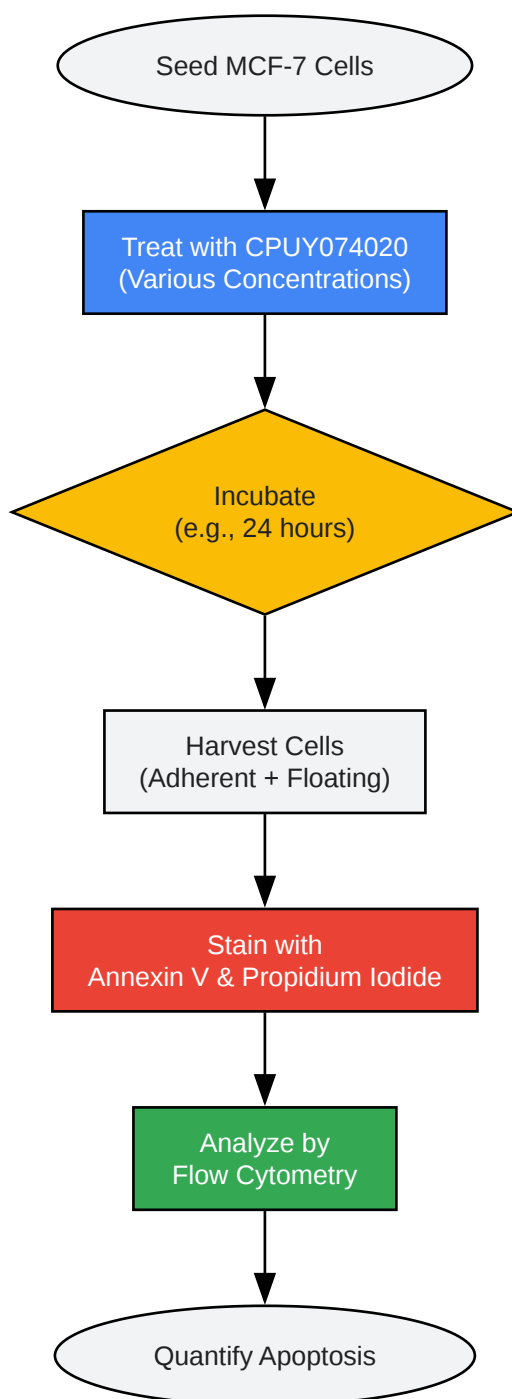 Seed MCF-7 Cells
Treat with CPUY074020
(Various Concentrations)
Incubate
(e.g., 24 hours)
Harvest Cells
(Adherent + Floating)
Stain with
Annexin V & Propidium Iodide
Analyze by
Flow Cytometry
Quantify Apoptosis